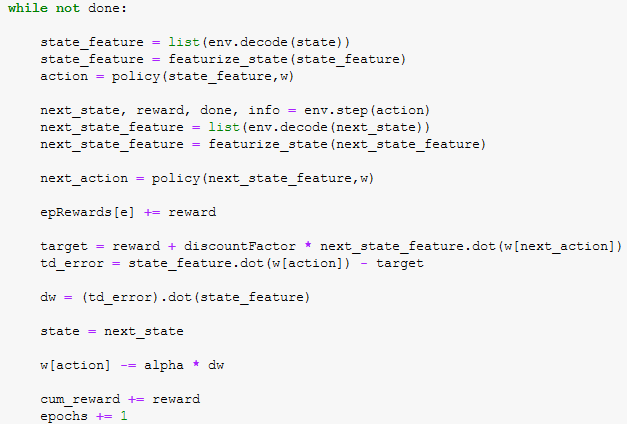 while not done:
state_feature = list(env.decode(state))
state_feature = featurize_state(state_feature)
action = policy(state_feature,w)
next_state, reward, done, info = env.step(action)
next_state_feature = list(env.decode(next_state))
next_state_feature = featurize_state(next_state_feature)
next_action = policy(next_state_feature,w)
epRewards[e] += reward
target = reward + discountFactor * next_state_feature.dot(w[next_action])
td_error = state_feature.dot(w[action]) - target
dw = (td_error).dot(state_feature)
state = next_state
w[action] -= alpha * dw
cum_reward += reward
epochs += 1